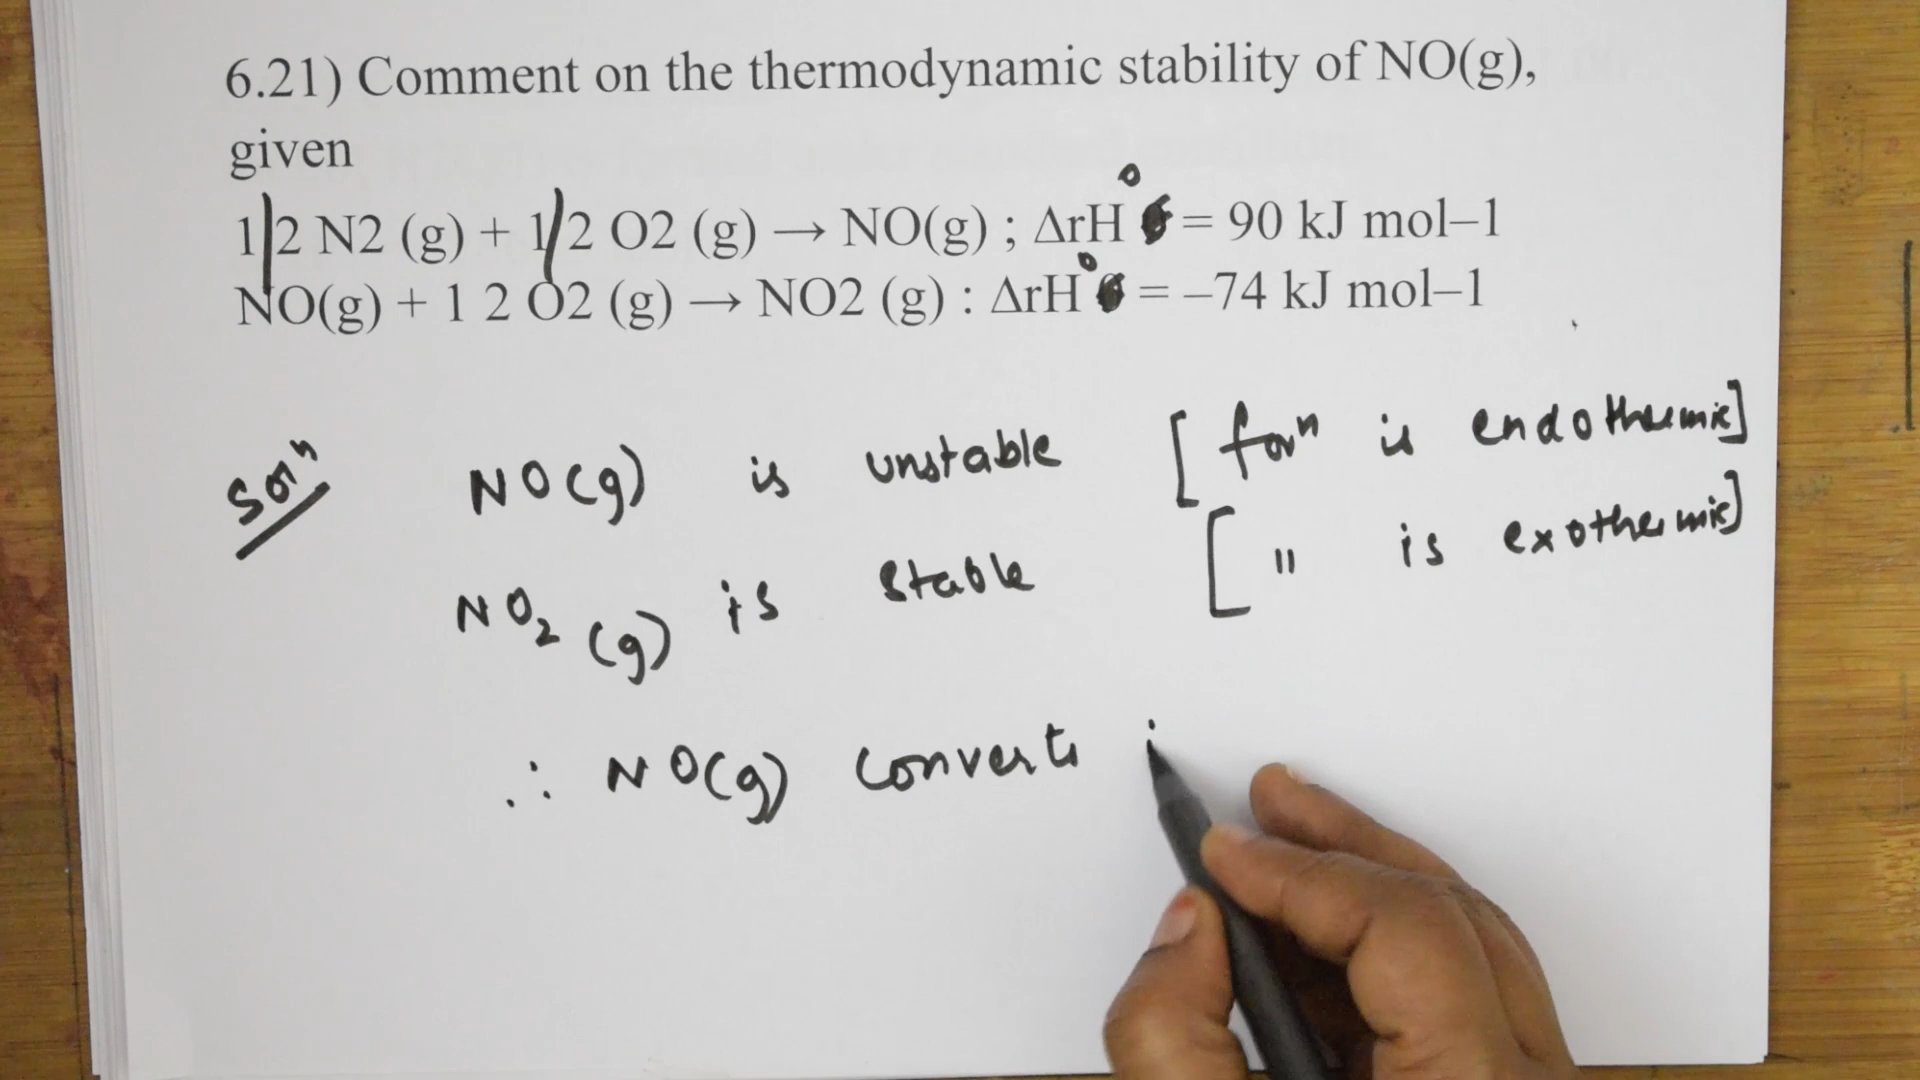 6.21) Comment on the thermodynamic stability of NO(g),
given
1/2 N2 (g) + 1/2 O2 (g) → NO(g) ; ΔrH° = 90 kJ mol–1
NO(g) + 1 2 O2 (g) → NO2 (g) : ΔrH° = –74 kJ mol–1
Solⁿ NO(g) is unstable [forⁿ is endothermic]
NO₂(g) is stable [ " is exothermic]
∴ NO(g) converts i